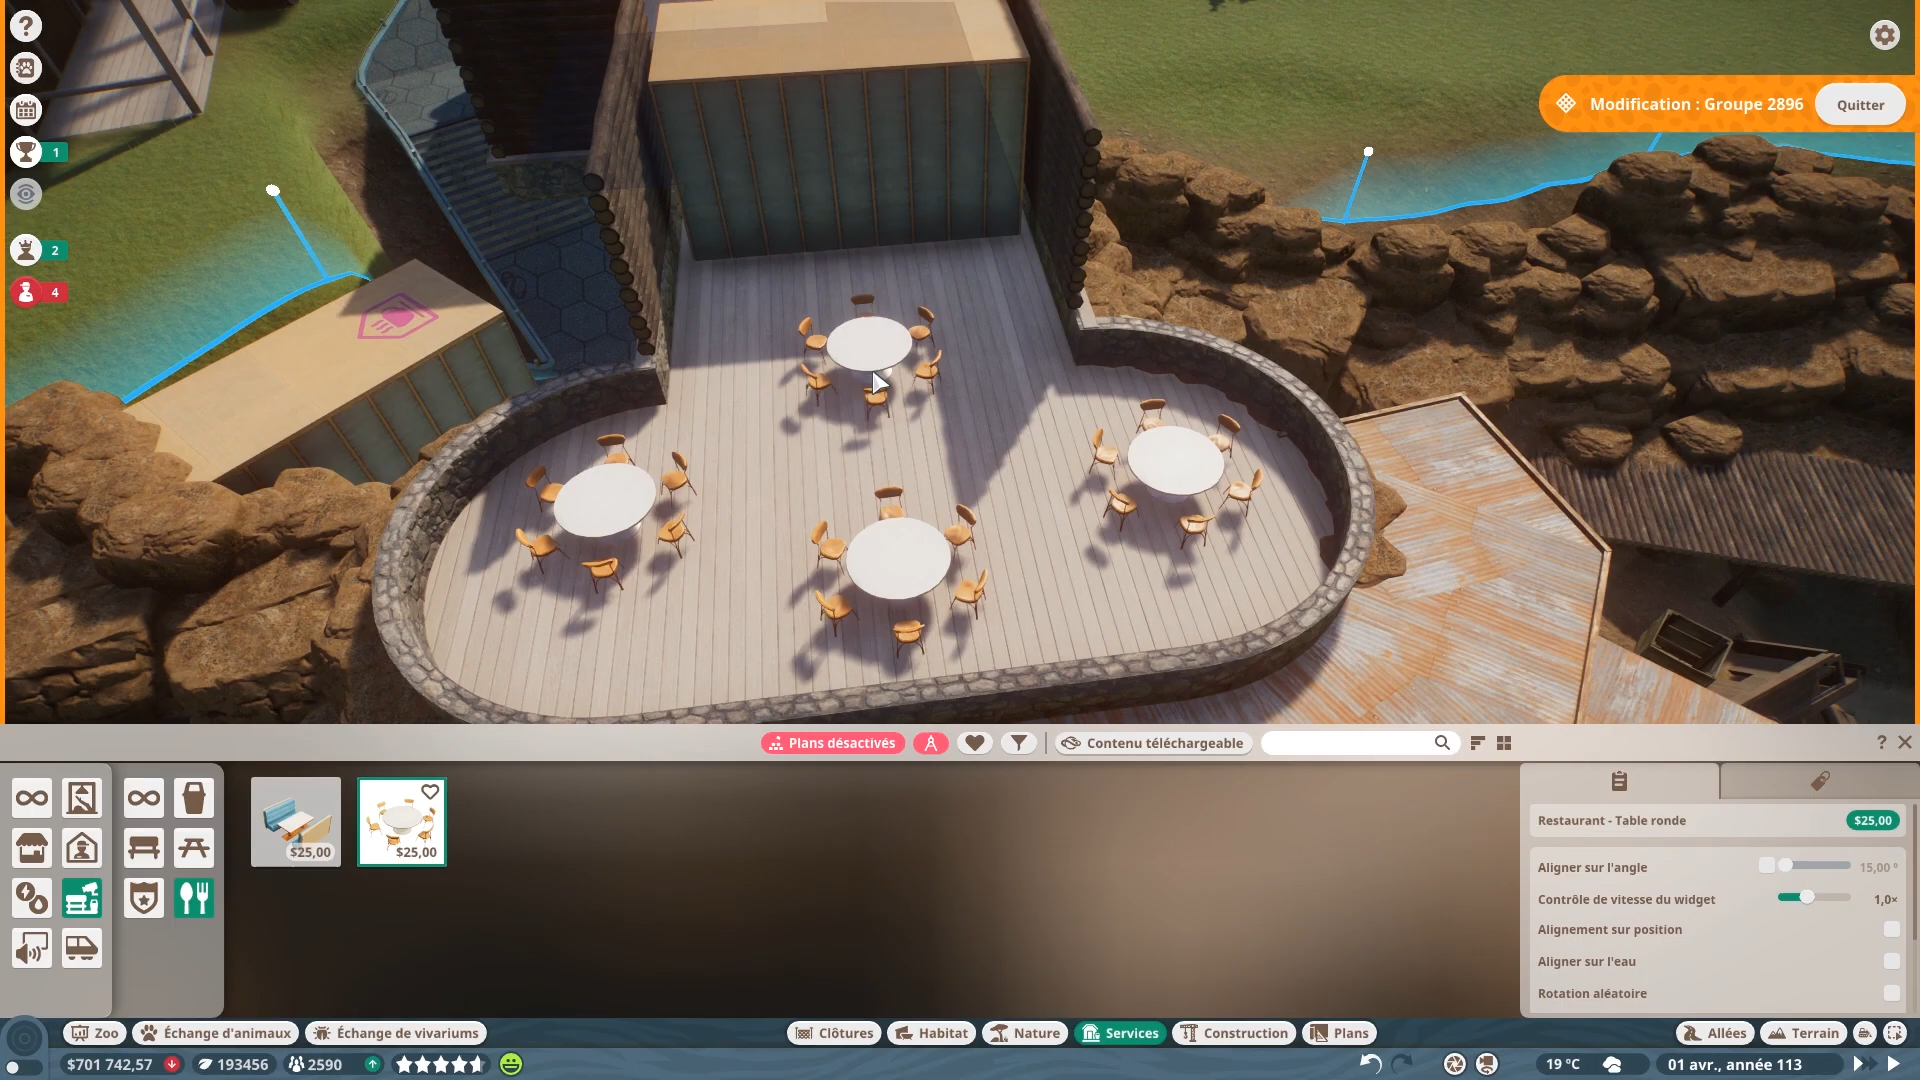 ?
1
2
4
Modification : Groupe 2896
Quitter
Plans désactivés
Contenu téléchargeable
?
$25,00
$25,00
Restaurant - Table ronde
$25,00
Aligner sur l'angle
15,00 °
Contrôle de vitesse du widget
1,0×
Alignement sur position
Aligner sur l'eau
Rotation aléatoire
Zoo
Échange d'animaux
Échange de vivariums
Clôtures
Habitat
Nature
Services
Construction
Plans
Allées
Terrain
$701 742,57
193456
2590
19 °C
01 avr., année 113